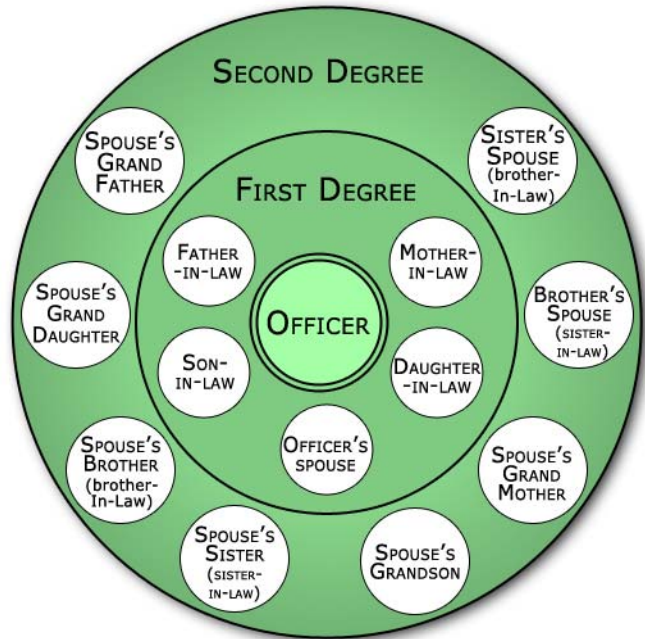 SECOND DEGREE
SPOUSE'S
GRAND
FATHER
SISTER'S
SPOUSE
(brother-
In-Law)
FIRST DEGREE
FATHER
-IN-LAW
MOTHER-
IN-LAW
OFFICER
SPOUSE'S
GRAND
DAUGHTER
BROTHER'S
SPOUSE
(SISTER-
IN-LAW)
SON-
IN-LAW
DAUGHTER
-IN-LAW
OFFICER'S
SPOUSE
SPOUSE'S
BROTHER
(brother-
In-Law)
SPOUSE'S
GRAND
MOTHER
SPOUSE'S
SISTER
(SISTER-
IN-LAW)
SPOUSE'S
GRANDSON